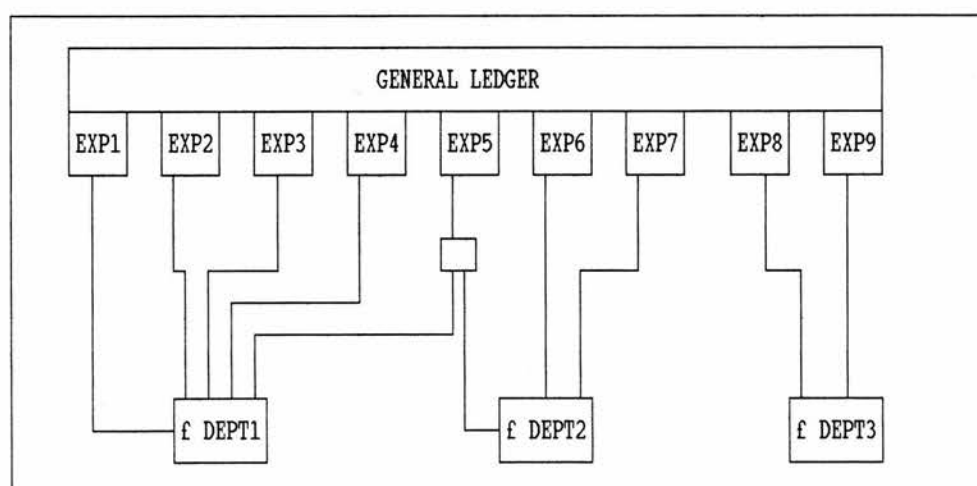 GENERAL LEDGER
EXP1 EXP2 EXP3 EXP4 EXP5 EXP6 EXP7 EXP8 EXP9
£ DEPT1 £ DEPT2 £ DEPT3